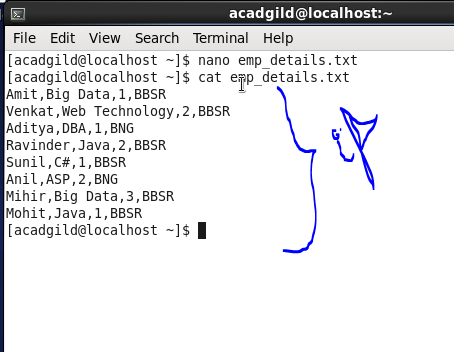 acadgild@localhost:~
File Edit View Search Terminal Help
[acadgild@localhost ~]$ nano emp_details.txt
[acadgild@localhost ~]$ cat emp_details.txt
Amit,Big Data,1,BBSR
Venkat,Web Technology,2,BBSR
Aditya,DBA,1,BNG
Ravinder,Java,2,BBSR
Sunil,C#,1,BBSR
Anil,ASP,2,BNG
Mihir,Big Data,3,BBSR
Mohit,Java,1,BBSR
[acadgild@localhost ~]$